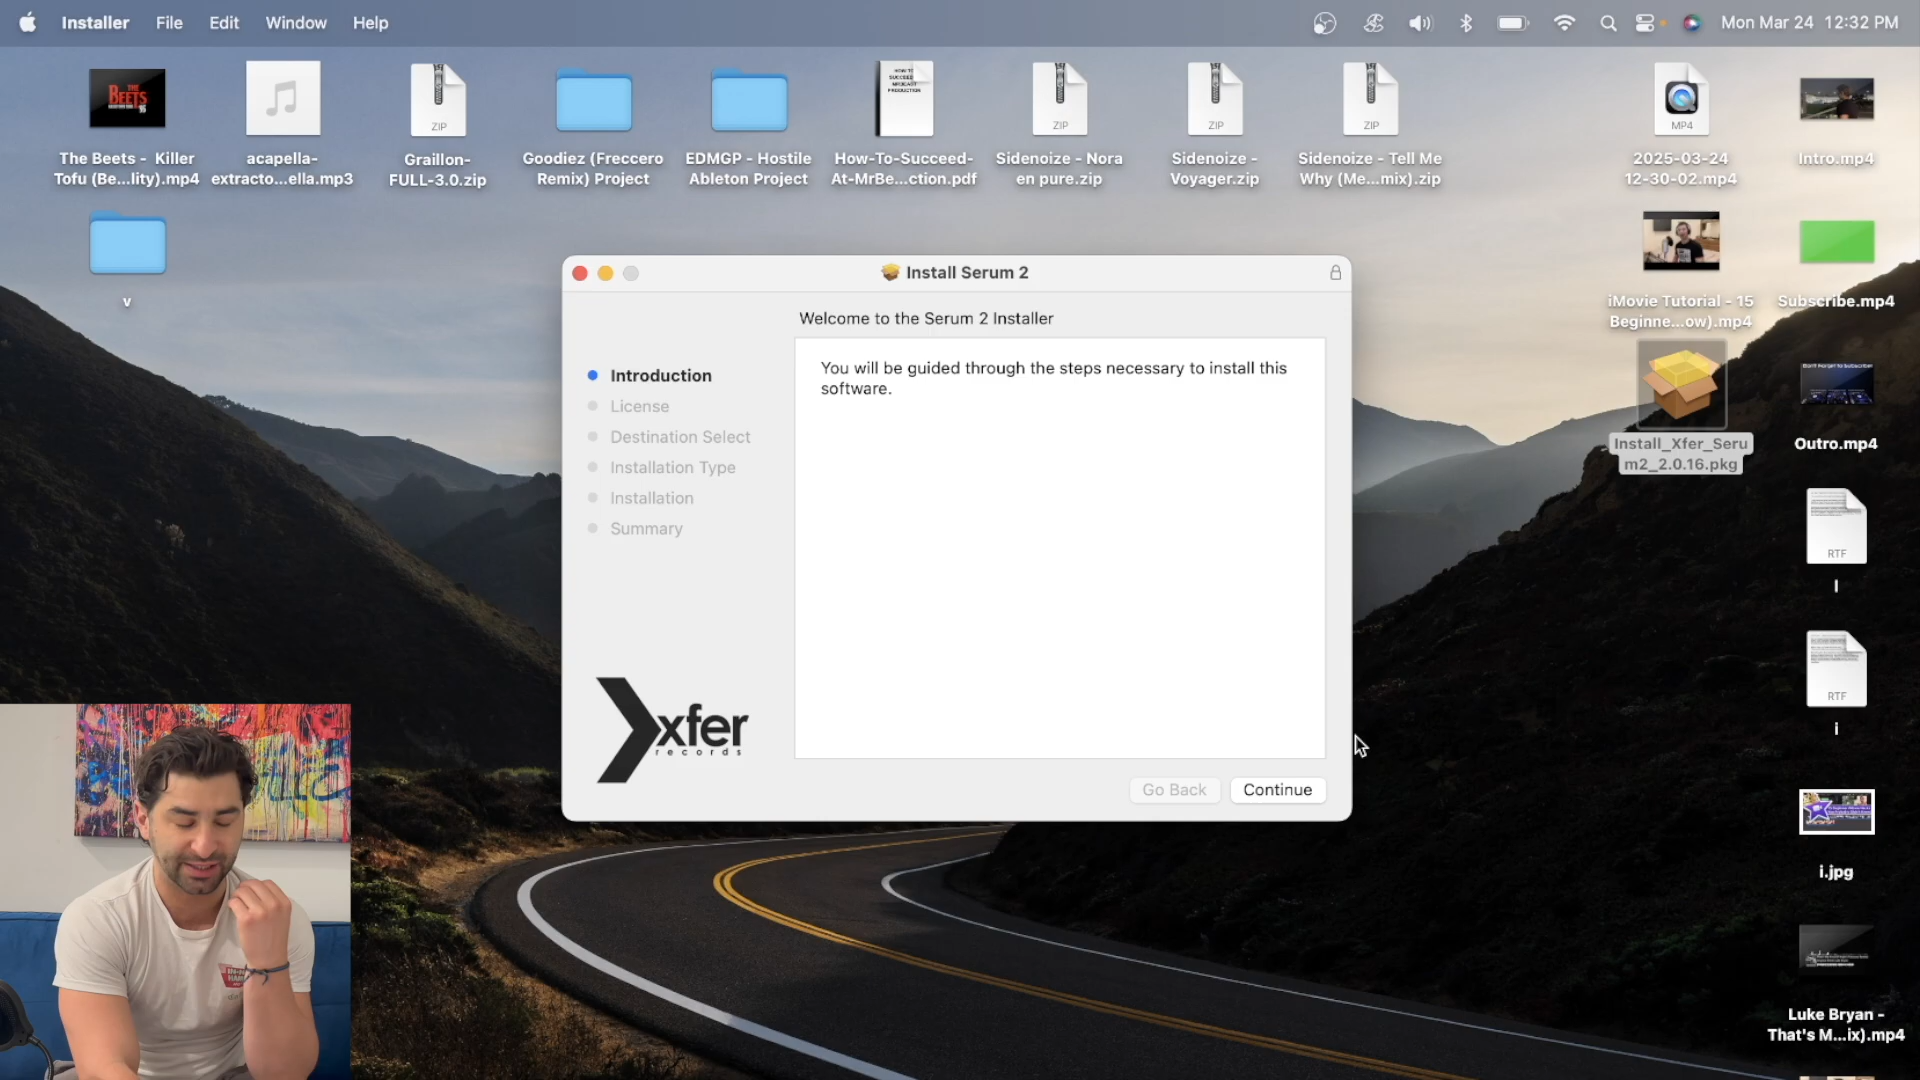 Installer File Edit Window Help Mon Mar 24 12:32 PM
THE
BEETS
ZIP
HOW TO
SUCCEED
ZIP
ZIP
ZIP
MP4
The Beets - Killer
Tofu (Be...lity).mp4
acapella-
extracto...ella.mp3
Graillon-
FULL-3.0.zip
Goodiez (Freccero
Remix) Project
EDMGP - Hostile
Ableton Project
How-To-Succeed-
At-MrBe...ction.pdf
Sidenoize - Nora
en pure.zip
Sidenoize -
Voyager.zip
Sidenoize - Tell Me
Why (Me...mix).zip
2025-03-24
12-30-02.mp4
Intro.mp4
v
iMovie Tutorial - 15
Beginne...ow).mp4
Subscribe.mp4
Install_Xfer_Seru
m2_2.0.16.pkg
Outro.mp4
RTF
l
RTF
i
i.jpg
Luke Bryan -
That's M...ix).mp4
Install Serum 2
Welcome to the Serum 2 Installer
Introduction
License
Destination Select
Installation Type
Installation
Summary
You will be guided through the steps necessary to install this
software.
xfer
records
Go Back Continue